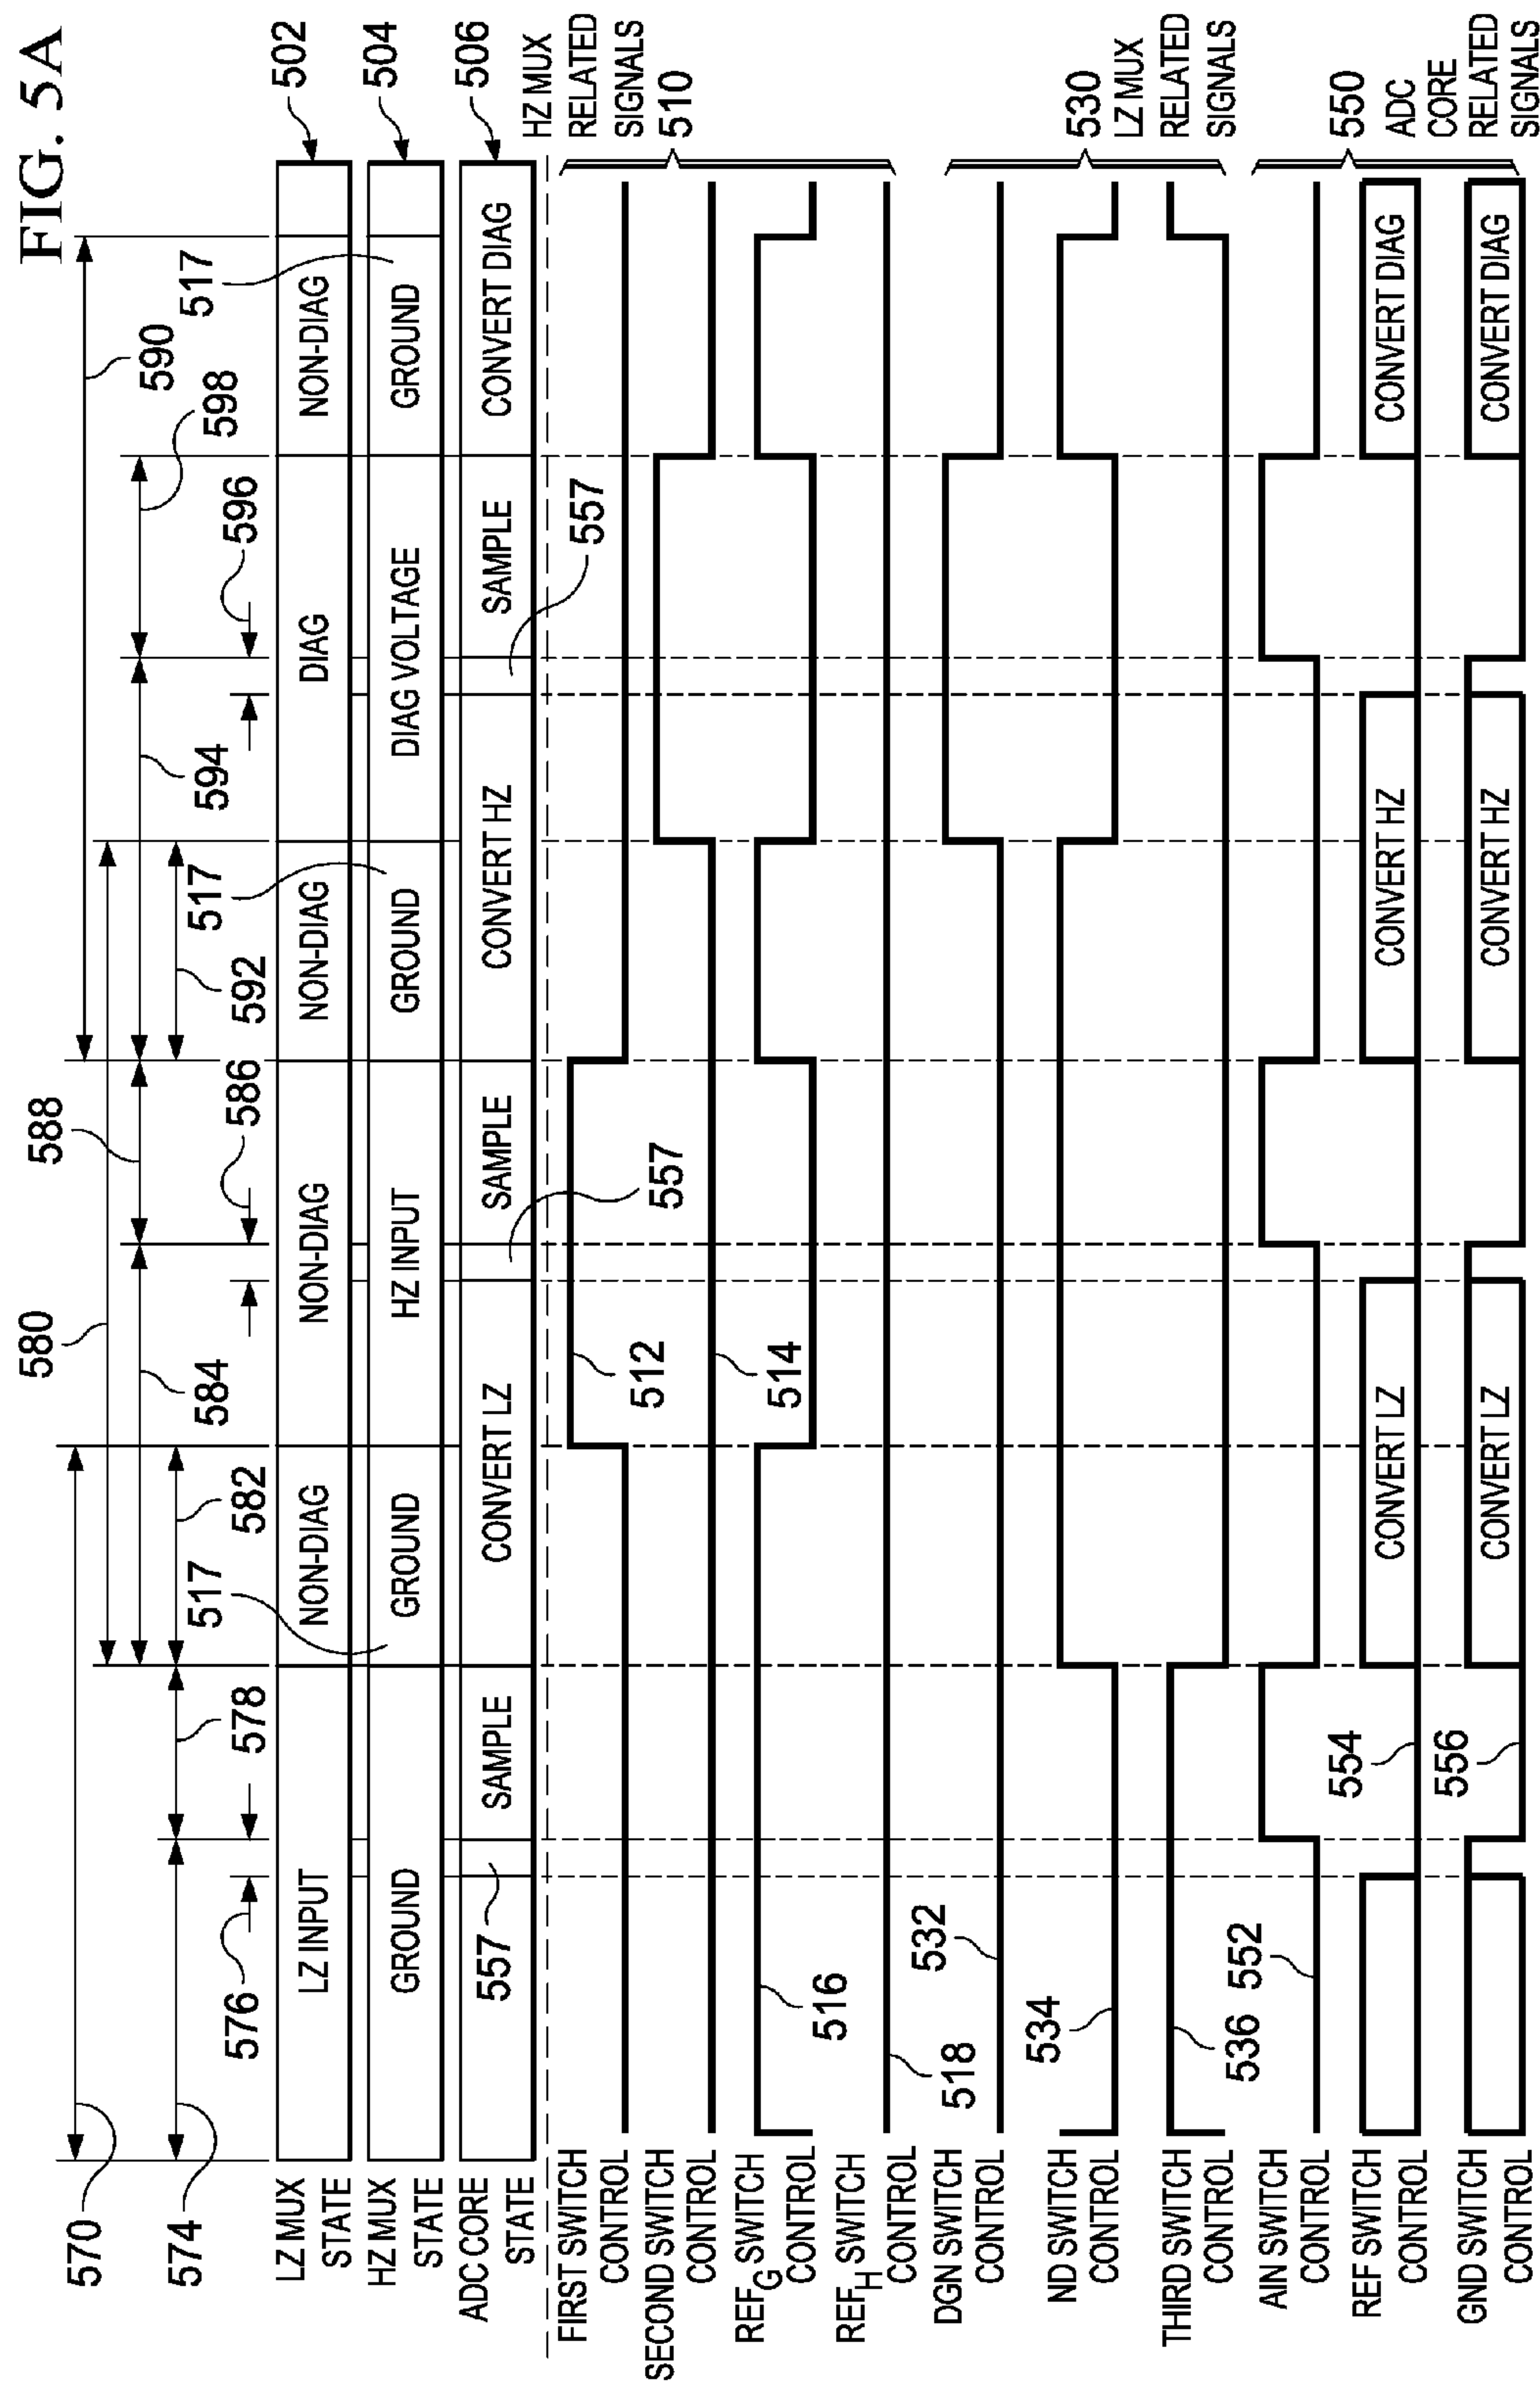 FIG. 5A
570
580
588
590
574
584
594
598
576
578
582
517
586
592
517
596
517
LZ MUX
STATE
LZ INPUT
NON-DIAG
NON-DIAG
NON-DIAG
DIAG
NON-DIAG
502
HZ MUX
STATE
GROUND
GROUND
HZ INPUT
GROUND
DIAG VOLTAGE
GROUND
504
ADC CORE
STATE
557
SAMPLE
CONVERT LZ
SAMPLE
CONVERT HZ
SAMPLE
CONVERT DIAG
506
557
557
FIRST SWITCH
CONTROL
512
HZ MUX
RELATED
SIGNALS
510
SECOND SWITCH
CONTROL
514
REFG SWITCH
CONTROL
516
REFH SWITCH
CONTROL
518
DGN SWITCH
CONTROL
532
530
LZ MUX
RELATED
SIGNALS
ND SWITCH
CONTROL
534
THIRD SWITCH
CONTROL
536
AIN SWITCH
CONTROL
552
550
ADC
CORE
RELATED
SIGNALS
REF SWITCH
CONTROL
554
CONVERT LZ
CONVERT HZ
CONVERT DIAG
GND SWITCH
CONTROL
556
CONVERT LZ
CONVERT HZ
CONVERT DIAG